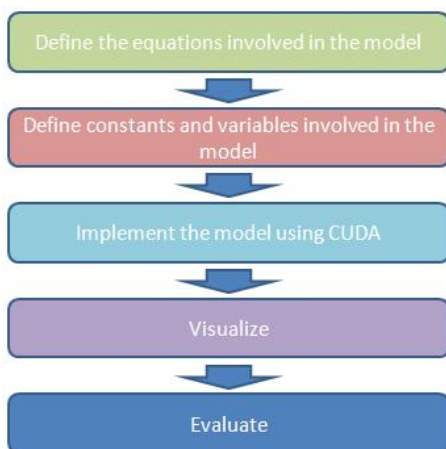 Define the equations involved in the model
Define constants and variables involved in the
model
Implement the model using CUDA
Visualize
Evaluate